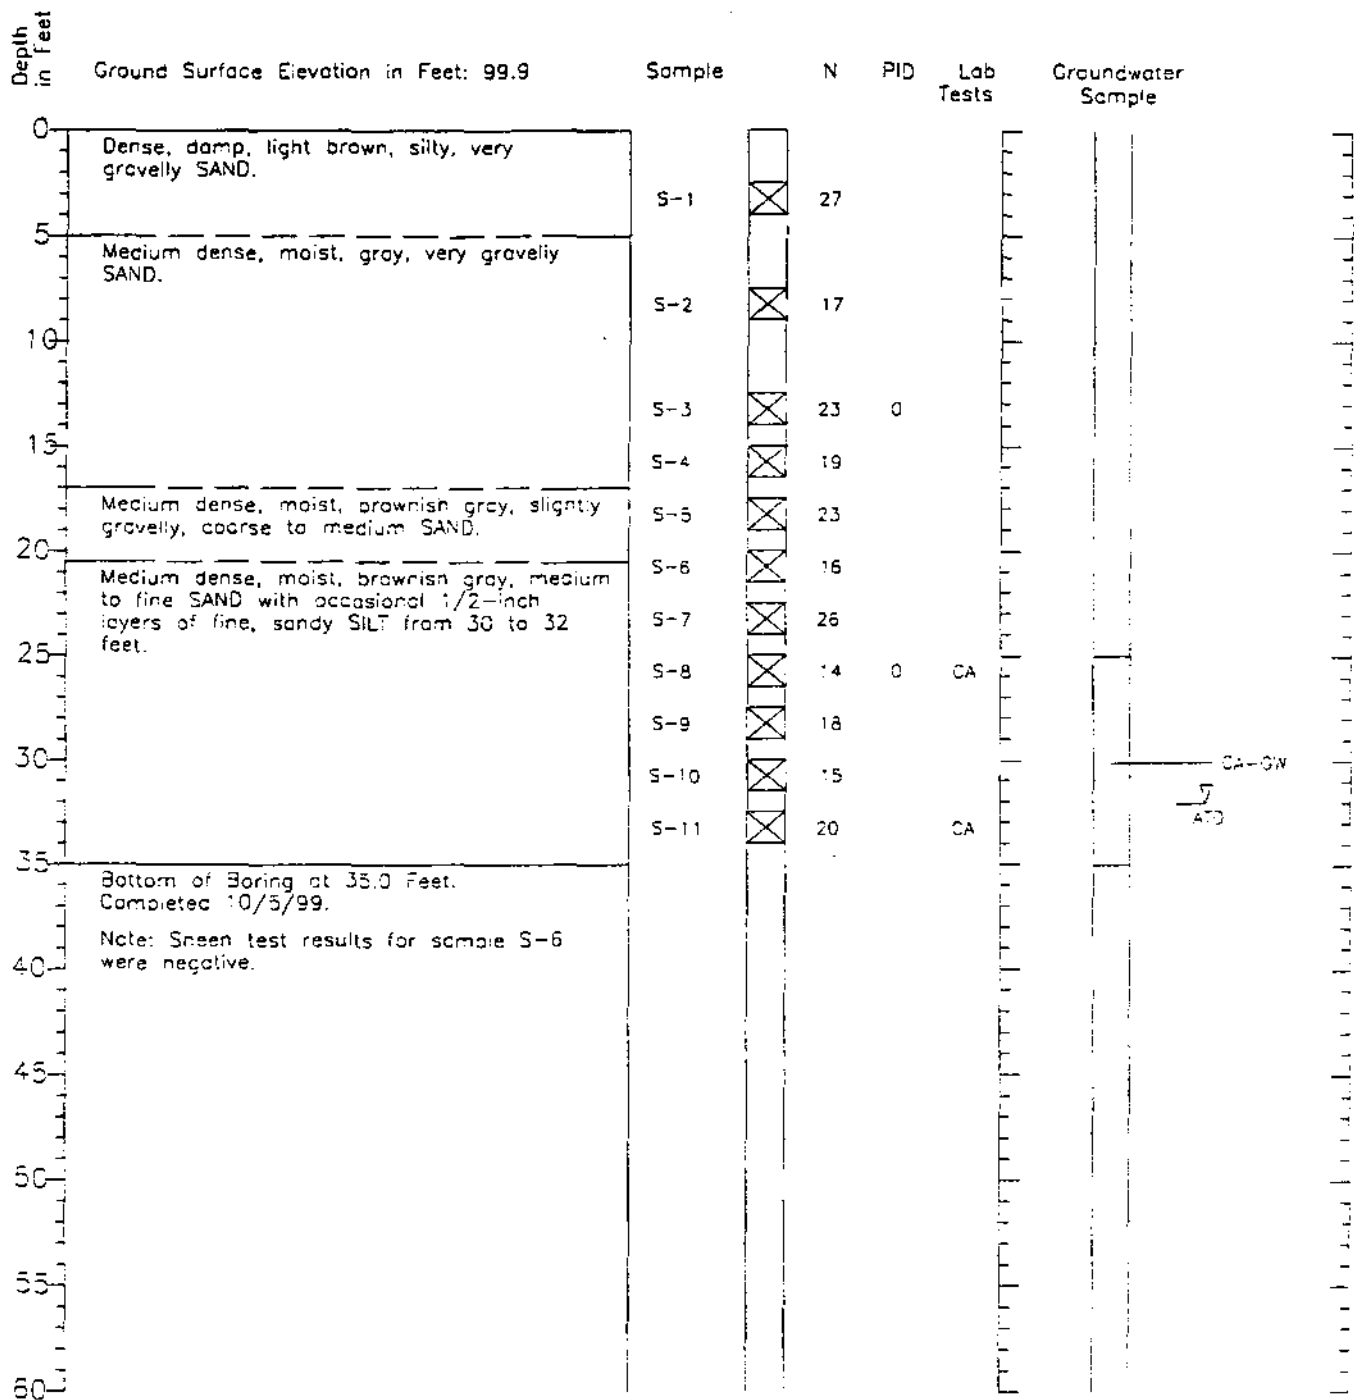 Depth
in Feet
Ground Surface Elevation in Feet: 99.9
Sample
N
PID
Lab
Tests
Groundwater
Sample
0
Dense, damp, light brown, silty, very
gravelly SAND.
S-1
27
5
Medium dense, moist, gray, very gravelly
SAND.
S-2
17
10
S-3
23
0
15
S-4
19
Medium dense, moist, brownish gray, slightly
gravelly, coarse to medium SAND.
S-5
23
20
S-6
16
Medium dense, moist, brownish gray, medium
to fine SAND with occasional 1/2-inch
layers of fine, sandy SILT from 30 to 32
feet.
S-7
26
25
S-8
14
0
CA
S-9
18
30
CA-GW
S-10
15
ATD
S-11
20
CA
35
Bottom of Boring at 35.0 Feet.
Completed 10/5/99.
Note: Sheen test results for sample S-6
were negative.
40
45
50
55
60